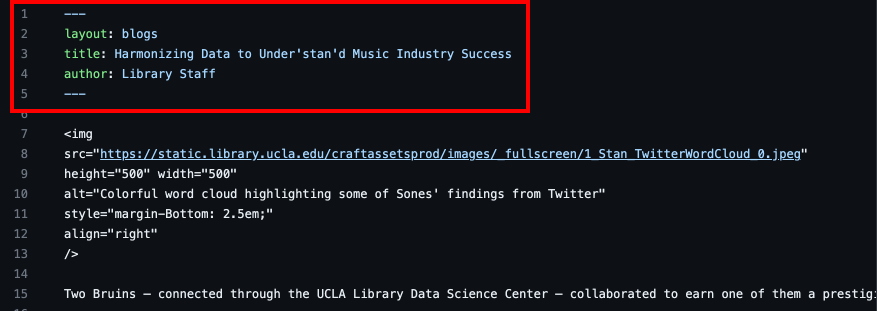 1 ---
2 layout: blogs
3 title: Harmonizing Data to Under'stan'd Music Industry Success
4 author: Library Staff
5 ---
6
7 <img
8 src="https://static.library.ucla.edu/craftassetsprod/images/_fullscreen/1_Stan_TwitterWordCloud_0.jpeg"
9 height="500" width="500"
10 alt="Colorful word cloud highlighting some of Sones' findings from Twitter"
11 style="margin-Bottom: 2.5em;"
12 align="right"
13 />
14
15 Two Bruins — connected through the UCLA Library Data Science Center — collaborated to earn one of them a prestigi